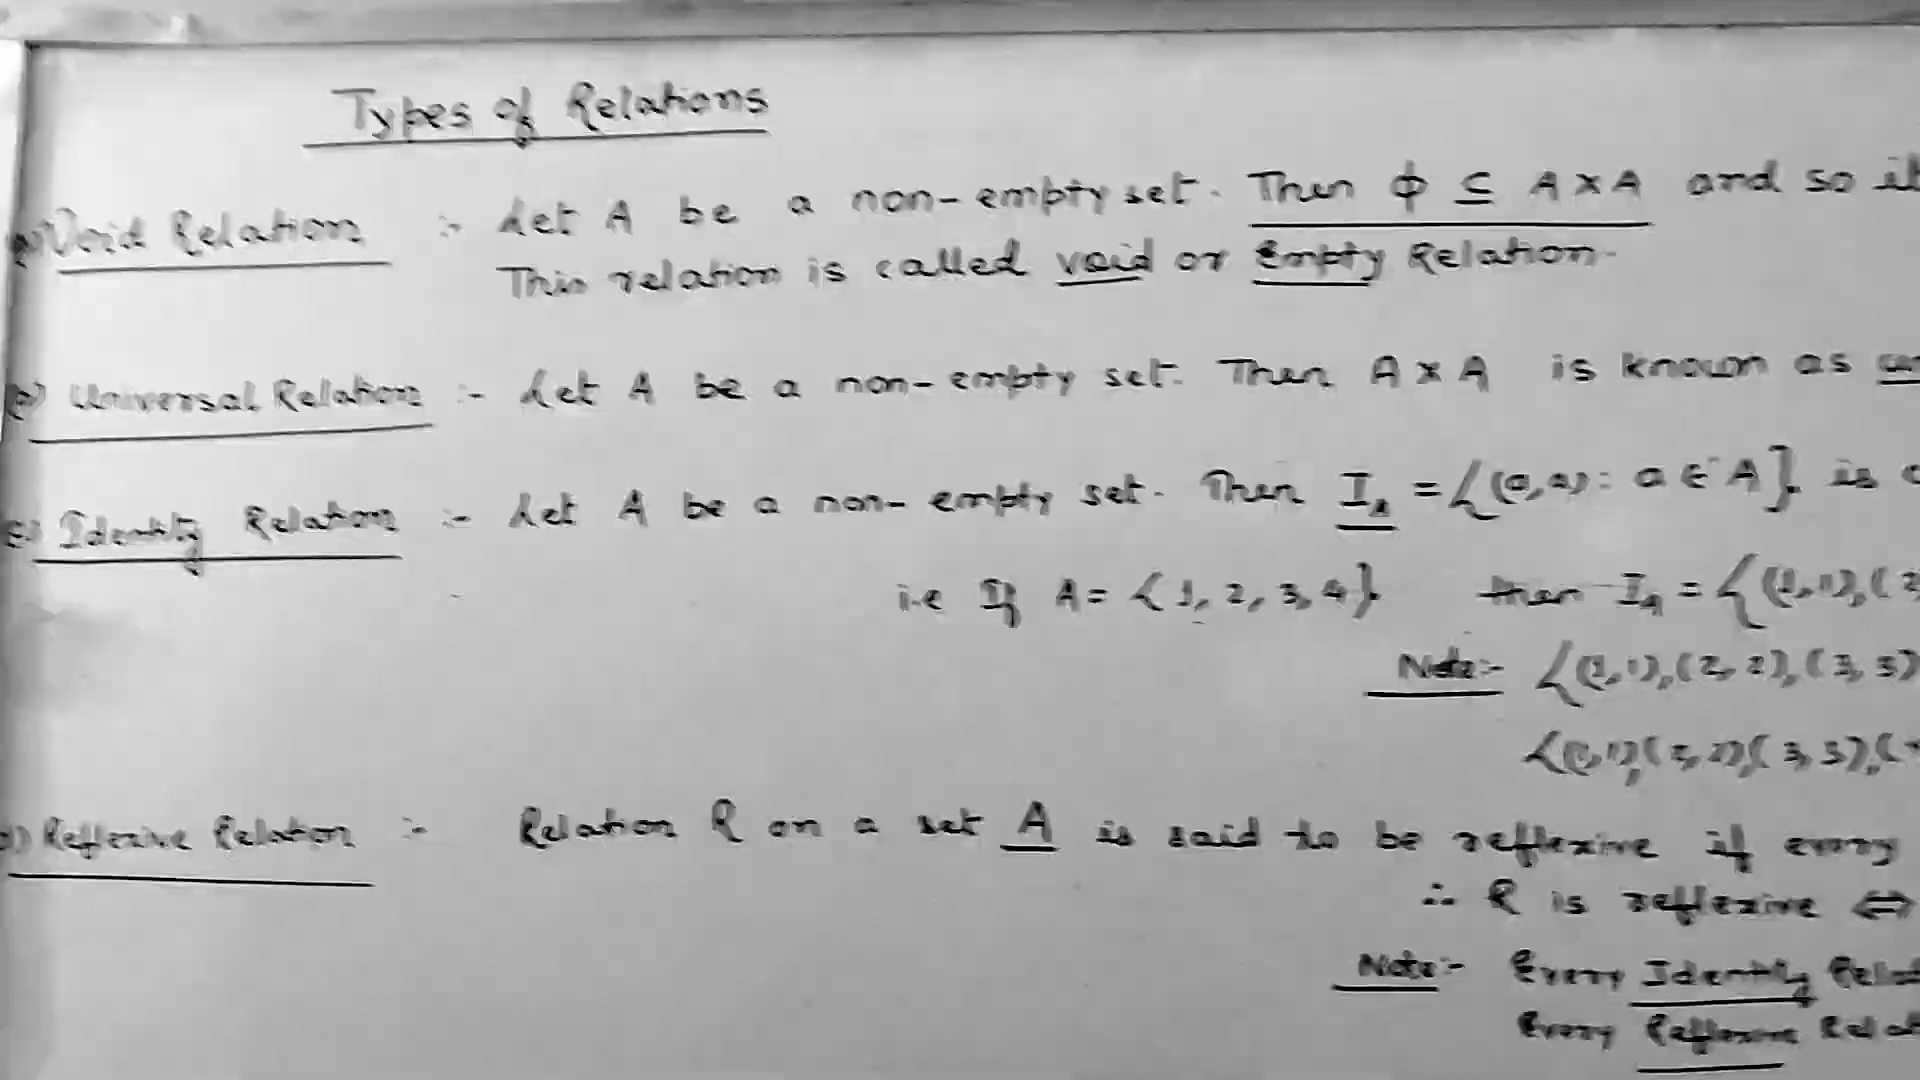 Types of Relations
a) Void Relation :- Let A be a non-empty set. Then ϕ ⊆ A×A and so it
This relation is called void or Empty Relation.
b) Universal Relation :- Let A be a non-empty set. Then A×A is known as
c) Identity Relation :- Let A be a non-empty set. Then I_A = {(a,a): a ∈ A} is
i.e If A = {1, 2, 3, 4} then I_A = {(1,1),(2,
Note:- {(1,1),(2,2),(3,3)
{(1,1),(2,2),(3,3),(
d) Reflexive Relation :- Relation R on a set A is said to be reflexive if every
∴ R is reflexive ⇔
Note:- Every Identity Relat
Every Reflexive Relat